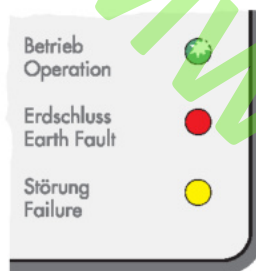 Betrieb
Operation
Erdschluss
Earth Fault
Störung
Failure